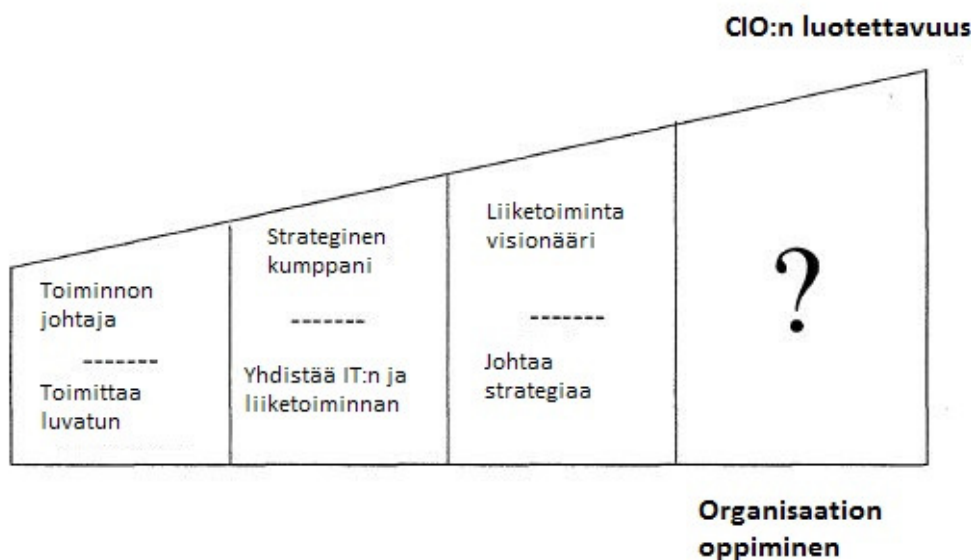 CIO:n luotettavuus
Toiminnon
johtaja
-------
Toimittaa
luvatun
Strateginen
kumppani
-------
Yhdistää IT:n ja
liiketoiminnan
Liiketoiminta
visionääri
-------
Johtaa
strategiaa
?
Organisaation
oppiminen